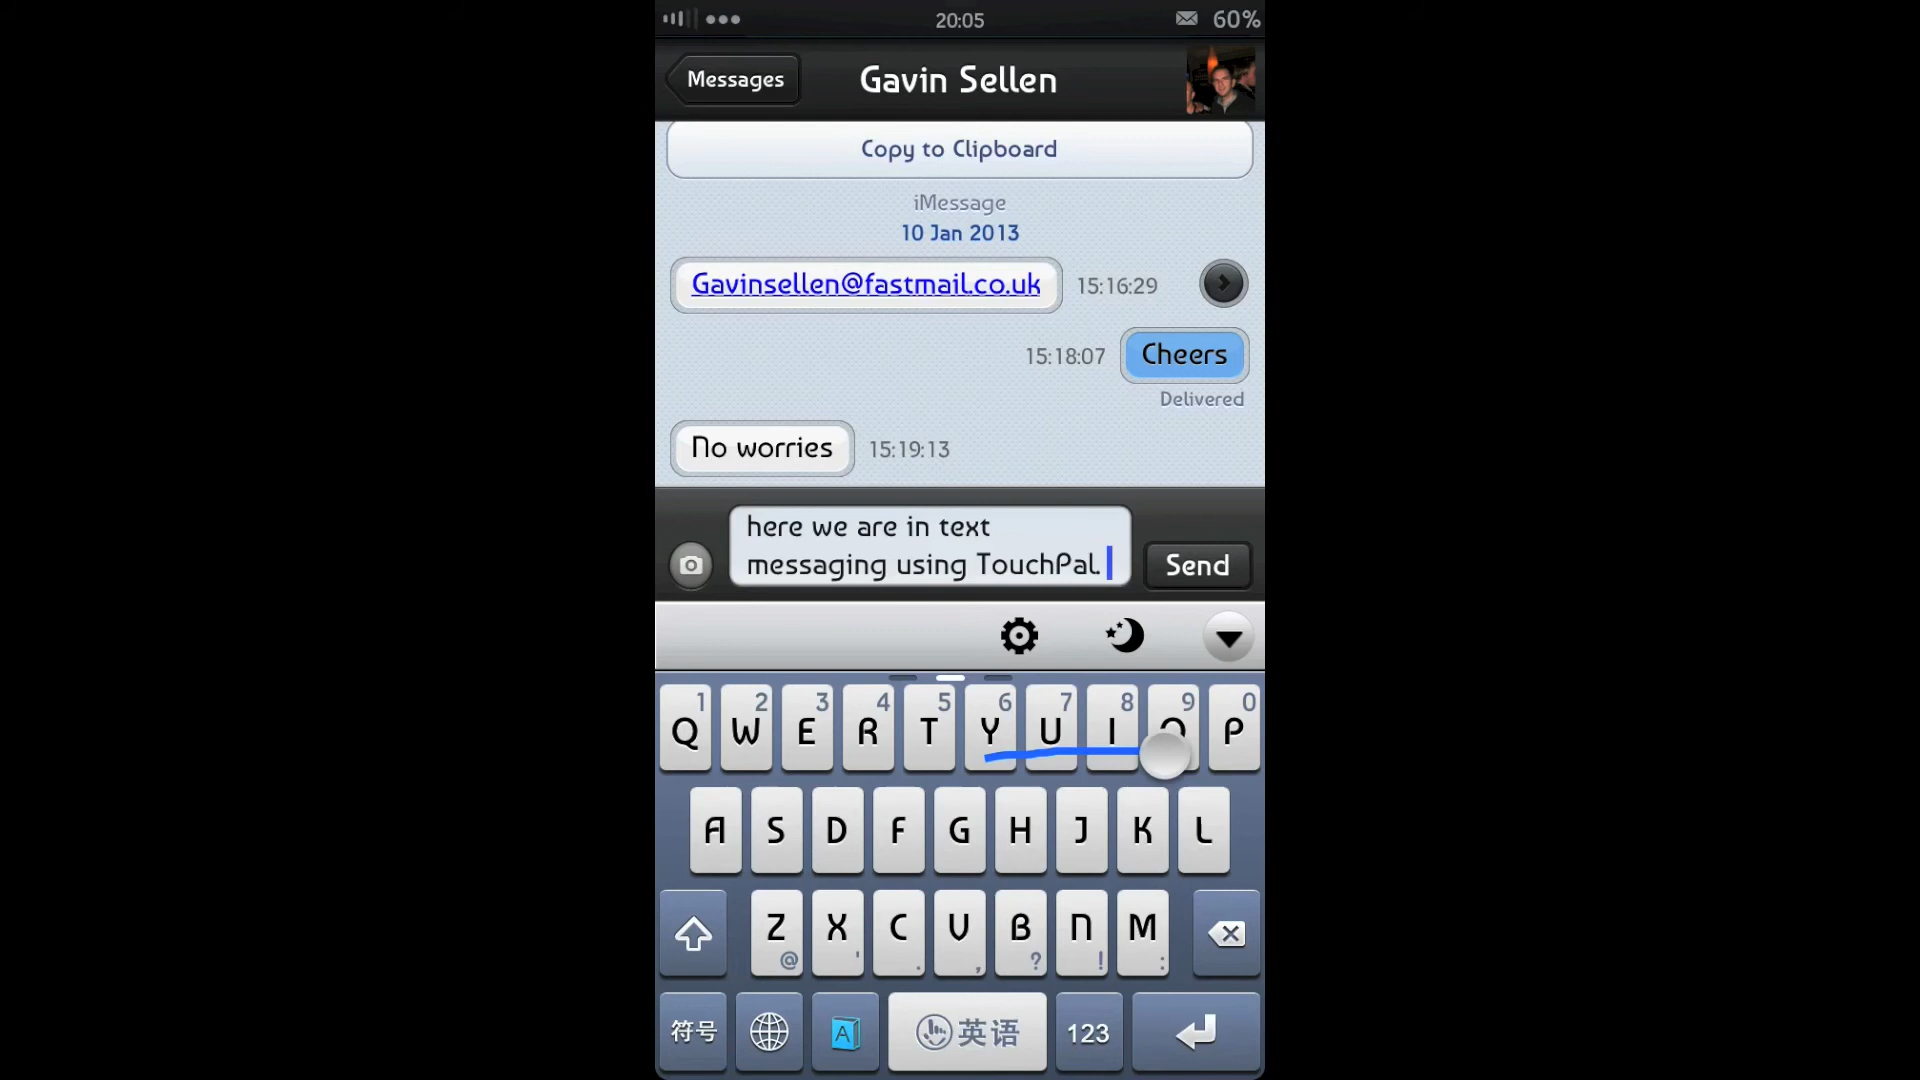 20:05
60%
Messages
Gavin Sellen
Copy to Clipboard
iMessage
10 Jan 2013
Gavinsellen@fastmail.co.uk 15:16:29
15:18:07 Cheers
Delivered
No worries 15:19:13
here we are in text
messaging using TouchPal.
Send
1 2 3 4 5 6 7 8 9 0
Q W E R T Y U I O P
A S D F G H J K L
Z X C V B N M
@ ' . , ? ! :
符号 A 英语 123